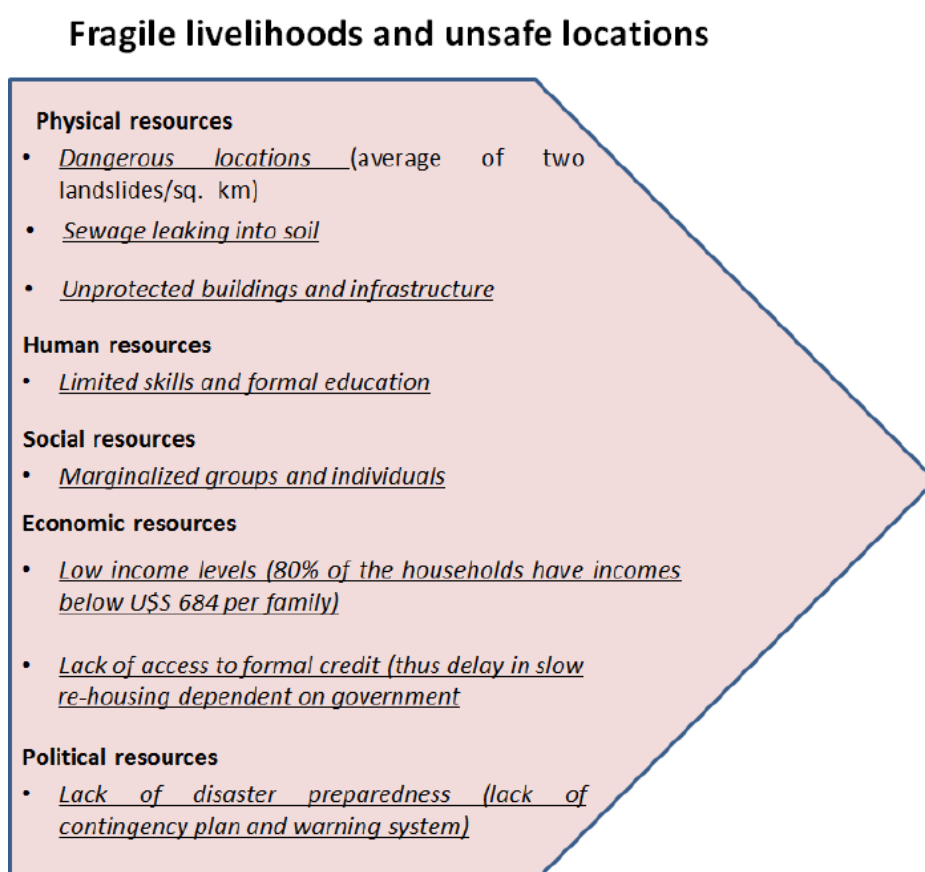 Fragile livelihoods and unsafe locations
Physical resources
• Dangerous locations (average of two
landslides/sq. km)
• Sewage leaking into soil
• Unprotected buildings and infrastructure
Human resources
• Limited skills and formal education
Social resources
• Marginalized groups and individuals
Economic resources
• Low income levels (80% of the households have incomes
below U$S 684 per family)
• Lack of access to formal credit (thus delay in slow
re-housing dependent on government
Political resources
• Lack of disaster preparedness (lack of
contingency plan and warning system)